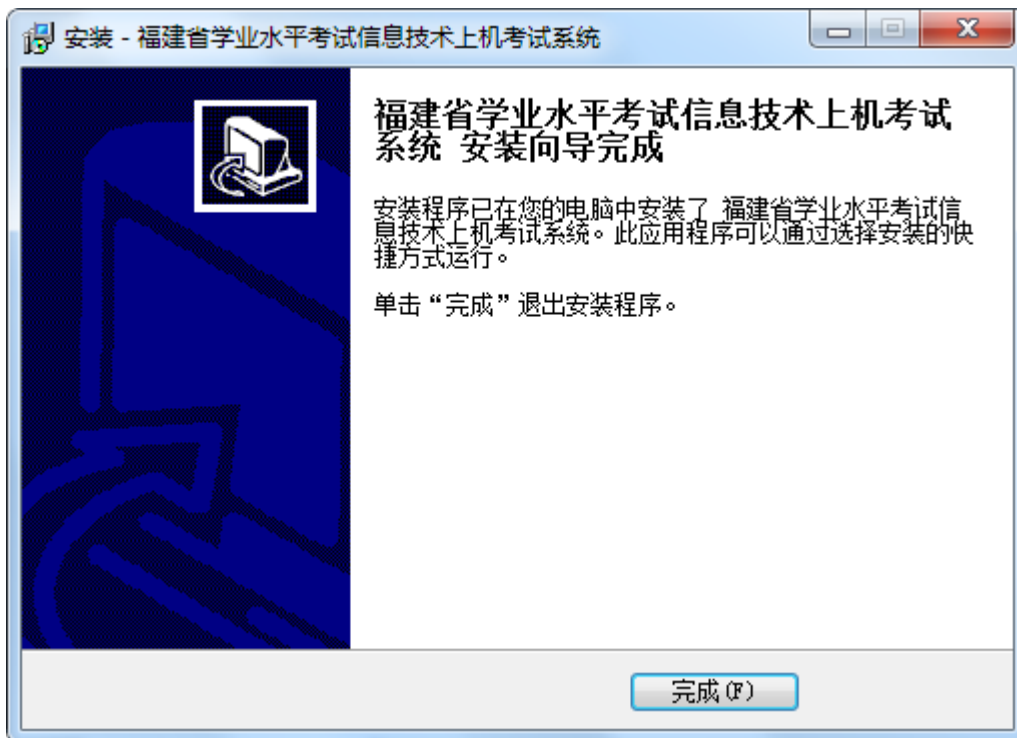 安装 - 福建省学业水平考试信息技术上机考试系统
福建省学业水平考试信息技术上机考试
系统 安装向导完成
安装程序已在您的电脑中安装了 福建省学业水平考试信
息技术上机考试系统。此应用程序可以通过选择安装的快
捷方式运行。
单击“完成”退出安装程序。
完成(F)